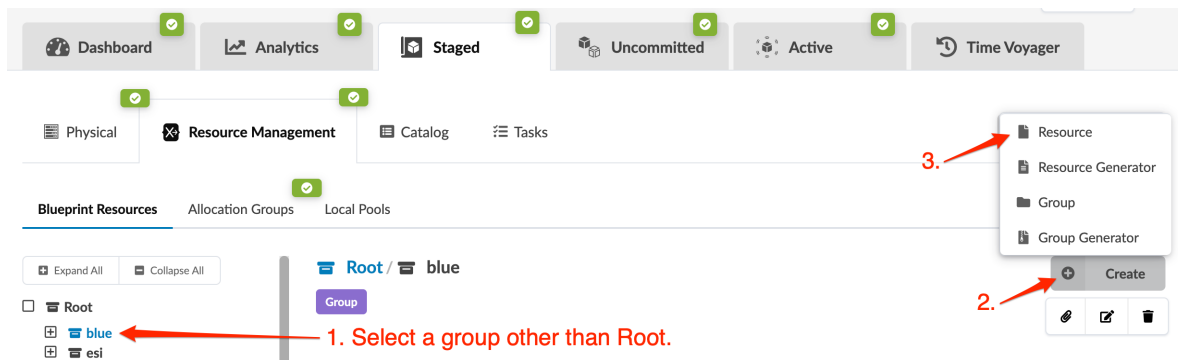 Dashboard
Analytics
Staged
Uncommitted
Active
Time Voyager
Physical
Resource Management
Catalog
Tasks
Resource
3.
Resource Generator
Group
Group Generator
Blueprint Resources
Allocation Groups
Local Pools
Expand All
Collapse All
Root / blue
Create
Group
2.
Root
blue
1. Select a group other than Root.
esi